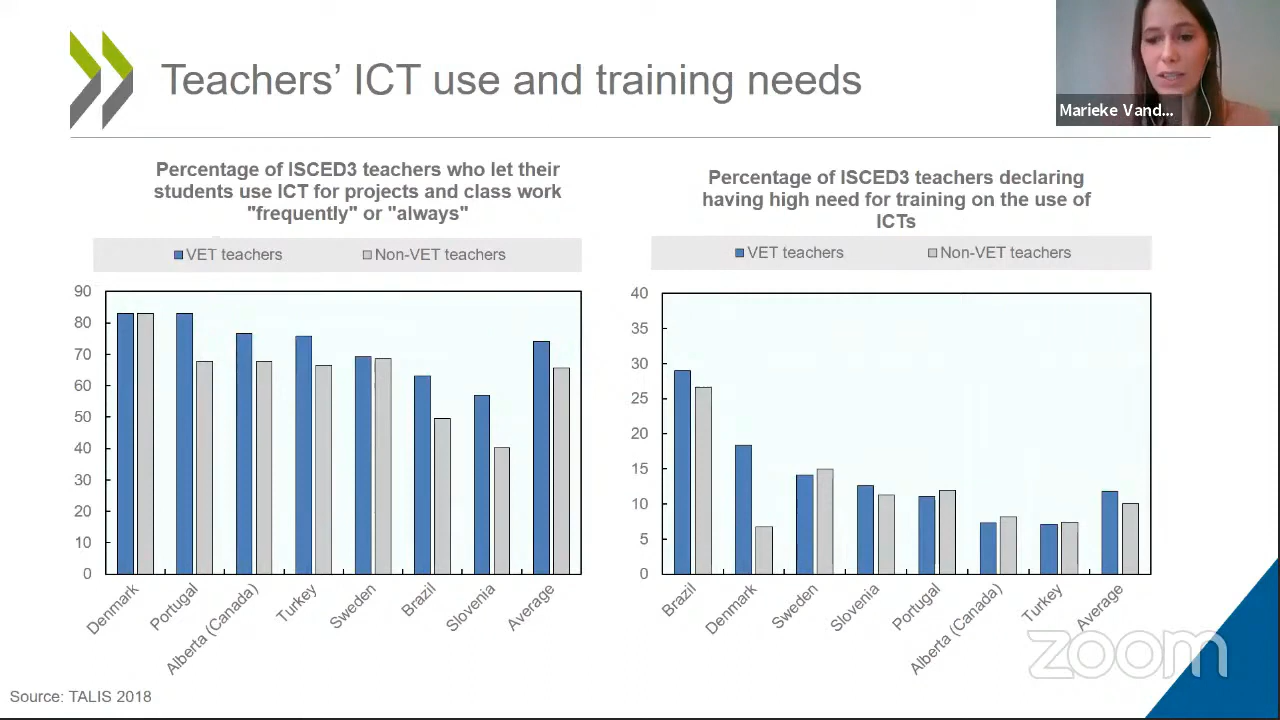 Teachers’ ICT use and training needs
Marieke Vand...
Percentage of ISCED3 teachers who let their
students use ICT for projects and class work
"frequently" or "always"
VET teachers
Non-VET teachers
90
80
70
60
50
40
30
20
10
0
Denmark
Portugal
Alberta (Canada)
Turkey
Sweden
Brazil
Slovenia
Average
Percentage of ISCED3 teachers declaring
having high need for training on the use of
ICTs
VET teachers
Non-VET teachers
40
35
30
25
20
15
10
5
0
Brazil
Denmark
Sweden
Slovenia
Portugal
Alberta (Canada)
Turkey
Average
zoom
Source: TALIS 2018